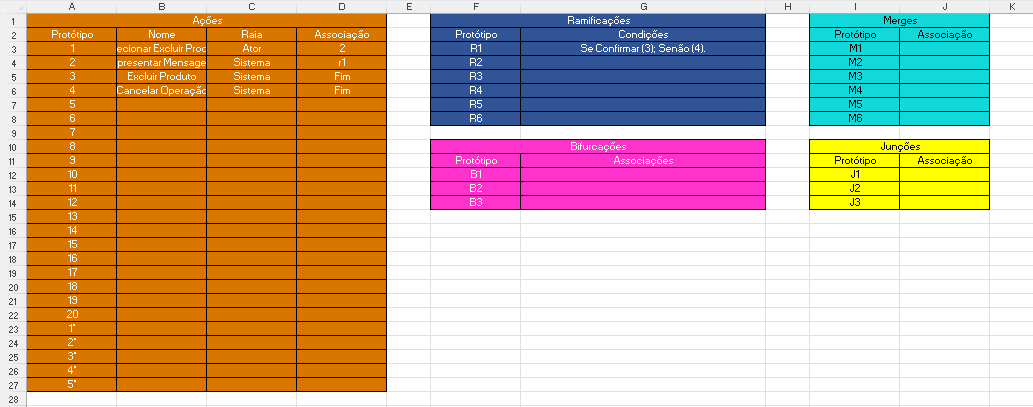 A B C D E F G H I J K
1 Ações Ramificações Merges
2 Protótipo Nome Raia Associação Protótipo Condições Protótipo Associação
3 1 ecionar Excluir Prod Ator 2 R1 Se Confirmar (3); Senão (4). M1
4 2 presentar Mensage Sistema r1 R2 M2
5 3 Excluir Produto Sistema Fim R3 M3
6 4 Cancelar Operação Sistema Fim R4 M4
7 5 R5 M5
8 6 R6 M6
9 7
10 8 Bifurcações Junções
11 9 Protótipo Associações Protótipo Associação
12 10 B1 J1
13 11 B2 J2
14 12 B3 J3
15 13
16 14
17 15
18 16
19 17
20 18
21 19
22 20
23 1"
24 2"
25 3"
26 4"
27 5"
28